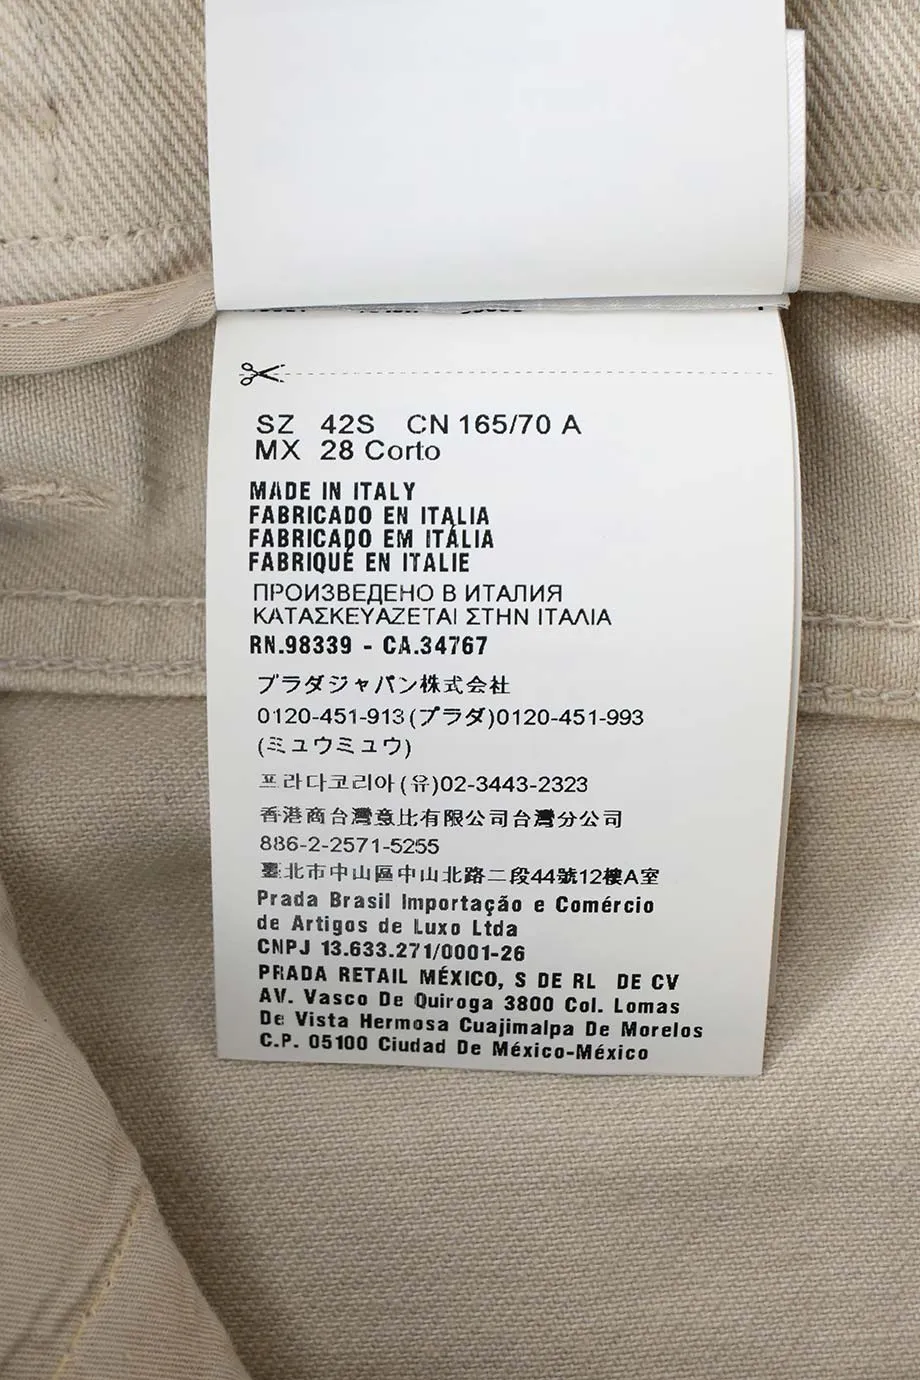 SZ 42S CN 165/70 A
MX 28 Corto
MADE IN ITALY
FABRICADO EN ITALIA
FABRICADO EM ITÁLIA
FABRIQUÉ EN ITALIE
ПРОИЗВЕДЕНО В ИТАЛИЯ
ΚΑΤΑΣΚΕΥΑΖΕΤΑΙ ΣΤΗΝ ΙΤΑΛΙΑ
RN.98339 - CA.34767
プラダジャパン株式会社
0120-451-913(プラダ)0120-451-993
(ミュウミュウ)
프라다코리아(유)02-3443-2323
香港商台灣意比有限公司台灣分公司
886-2-2571-5255
臺北市中山區中山北路二段44號12樓A室
Prada Brasil Importação e Comércio
de Artigos de Luxo Ltda
CNPJ 13.633.271/0001-26
PRADA RETAIL MÉXICO, S DE RL DE CV
AV. Vasco De Quiroga 3800 Col. Lomas
De Vista Hermosa Cuajimalpa De Morelos
C.P. 05100 Ciudad De México-México